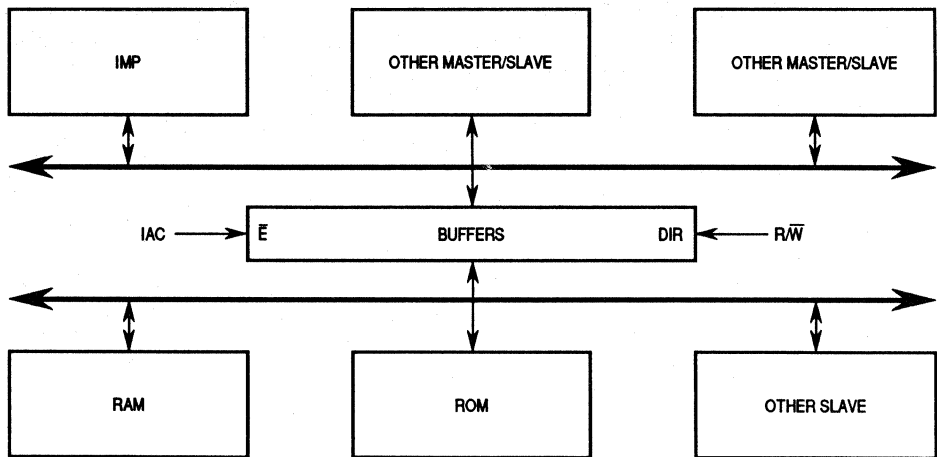 IMP
OTHER MASTER/SLAVE
OTHER MASTER/SLAVE
IAC
E̅
BUFFERS
DIR
R/W̅
RAM
ROM
OTHER SLAVE